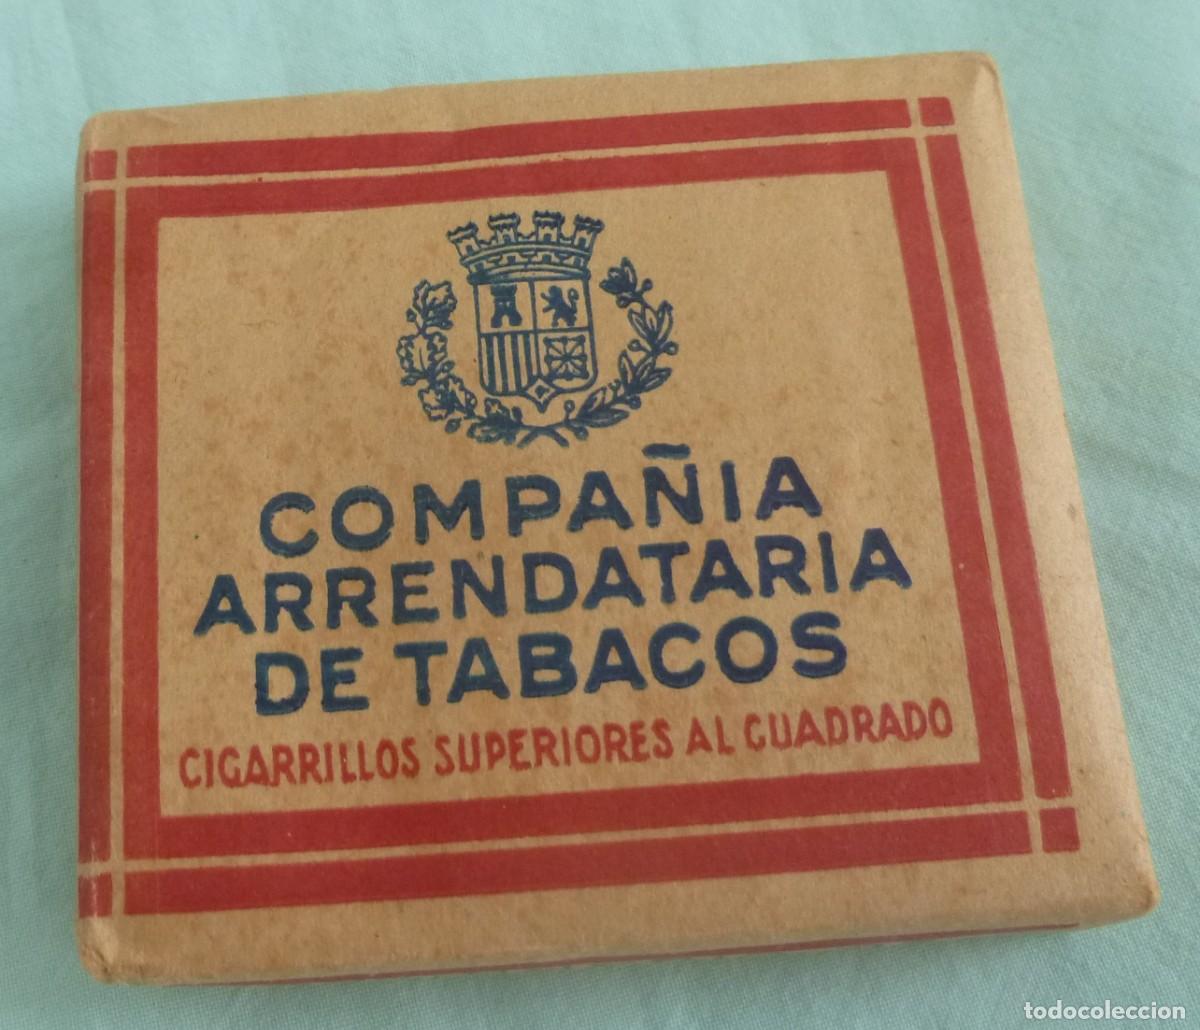 COMPAÑIA
ARRENDATARIA
DE TABACOS
CIGARRILLOS SUPERIORES AL CUADRADO
todocoleccion